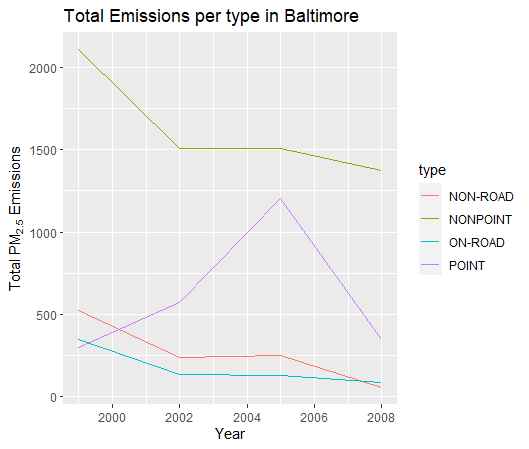 Total Emissions per type in Baltimore
2000
1500
1000
500
0
Total PM2.5 Emissions
2000 2002 2004 2006 2008
Year
type
NON-ROAD
NONPOINT
ON-ROAD
POINT